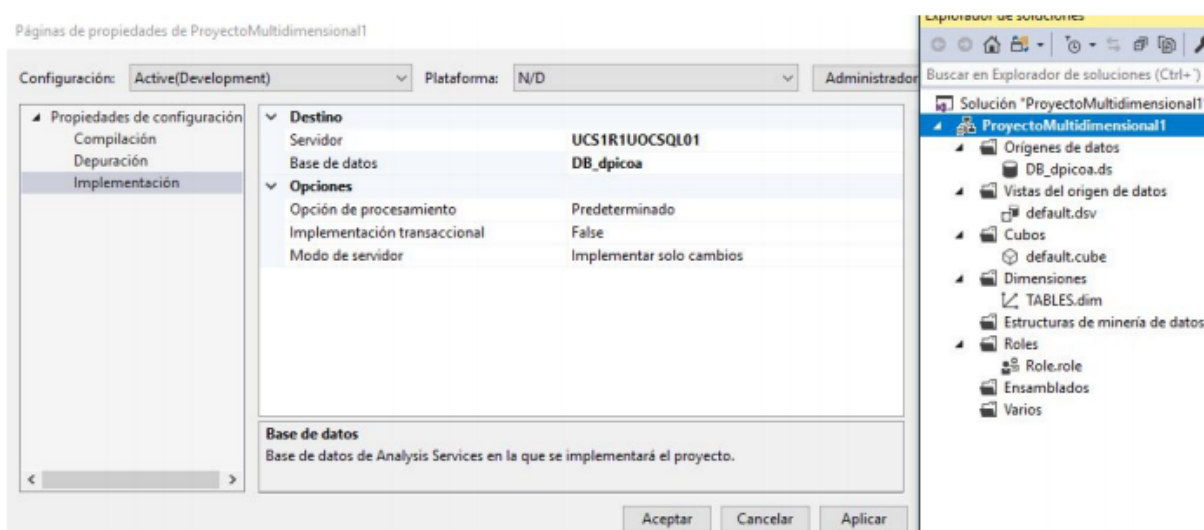 Páginas de propiedades de ProyectoMultidimensional1
Configuración: Active(Development) Plataforma: N/D Administrador
Propiedades de configuración
Compilación
Depuración
Implementación
Destino
Servidor UCS1R1UOCSQL01
Base de datos DB_dpicoa
Opciones
Opción de procesamiento Predeterminado
Implementación transaccional False
Modo de servidor Implementar solo cambios
Base de datos
Base de datos de Analysis Services en la que se implementará el proyecto.
Aceptar Cancelar Aplicar
Explorador de soluciones
Buscar en Explorador de soluciones (Ctrl+`)
Solución "ProyectoMultidimensional1
ProyectoMultidimensional1
Orígenes de datos
DB_dpicoa.ds
Vistas del origen de datos
default.dsv
Cubos
default.cube
Dimensiones
TABLES.dim
Estructuras de minería de datos
Roles
Role.role
Ensamblados
Varios